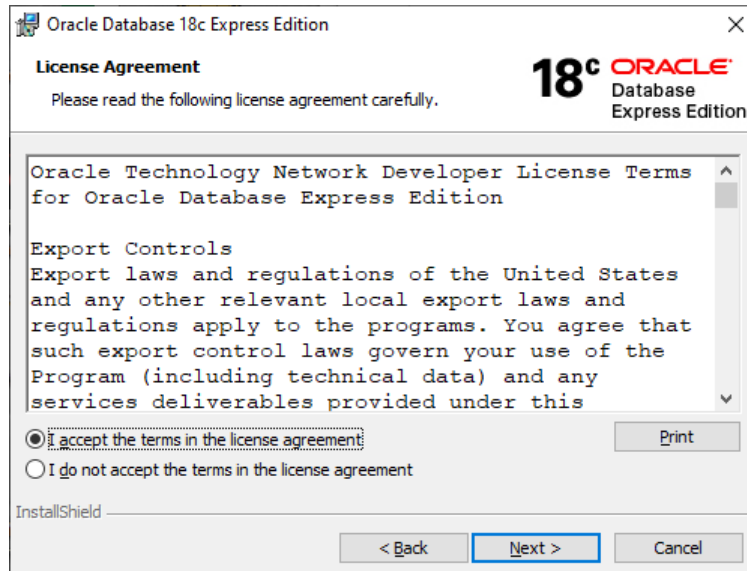 Oracle Database 18c Express Edition
License Agreement
Please read the following license agreement carefully.
18c ORACLE
Database
Express Edition
Oracle Technology Network Developer License Terms
for Oracle Database Express Edition
Export Controls
Export laws and regulations of the United States
and any other relevant local export laws and
regulations apply to the programs. You agree that
such export control laws govern your use of the
Program (including technical data) and any
services deliverables provided under this
I accept the terms in the license agreement
Print
I do not accept the terms in the license agreement
InstallShield
< Back
Next >
Cancel